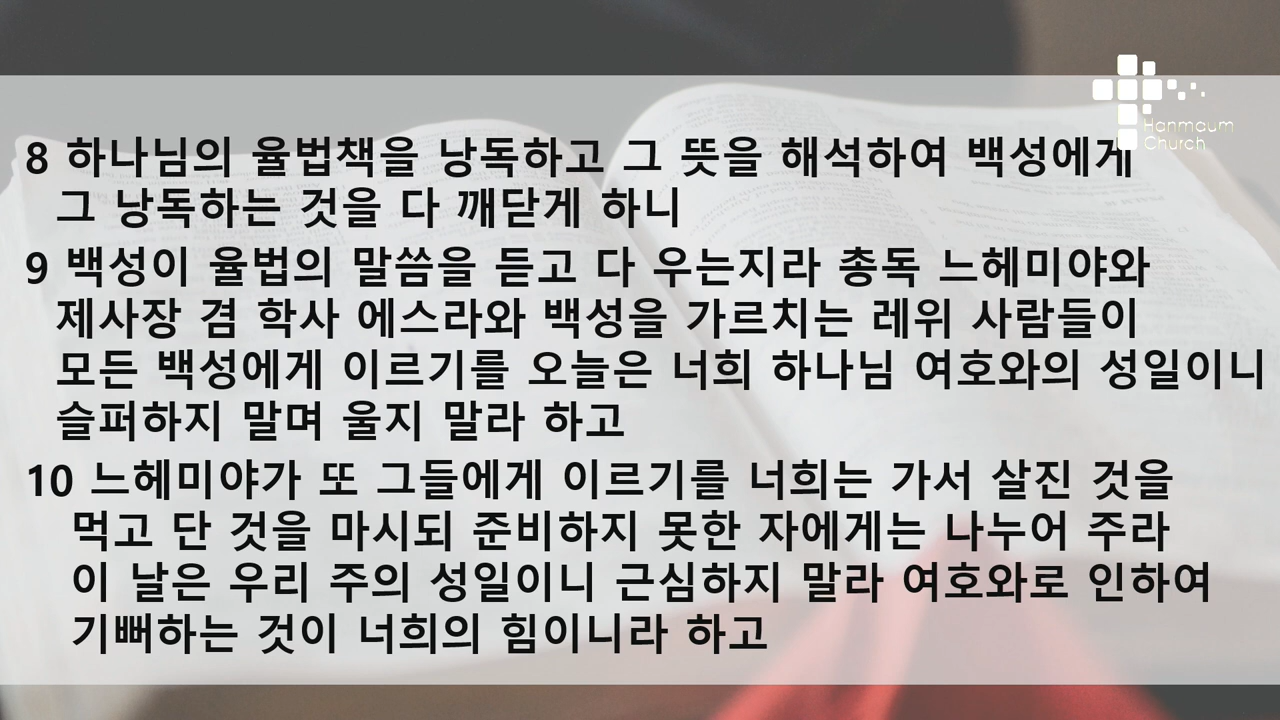 Hanmaum
Church
8 하나님의 율법책을 낭독하고 그 뜻을 해석하여 백성에게
그 낭독하는 것을 다 깨닫게 하니
9 백성이 율법의 말씀을 듣고 다 우는지라 총독 느헤미야와
제사장 겸 학사 에스라와 백성을 가르치는 레위 사람들이
모든 백성에게 이르기를 오늘은 너희 하나님 여호와의 성일이니
슬퍼하지 말며 울지 말라 하고
10 느헤미야가 또 그들에게 이르기를 너희는 가서 살진 것을
먹고 단 것을 마시되 준비하지 못한 자에게는 나누어 주라
이 날은 우리 주의 성일이니 근심하지 말라 여호와로 인하여
기뻐하는 것이 너희의 힘이니라 하고